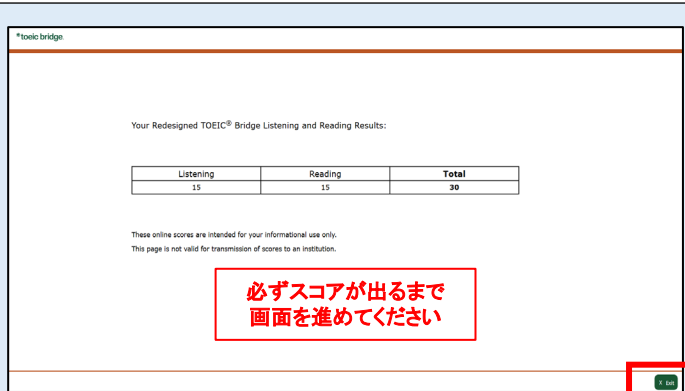 *toeic bridge.
Your Redesigned TOEIC® Bridge Listening and Reading Results:
Listening Reading Total
15 15 30
These online scores are intended for your informational use only.
This page is not valid for transmission of scores to an institution.
必ずスコアが出るまで
画面を進めてください
X Exit